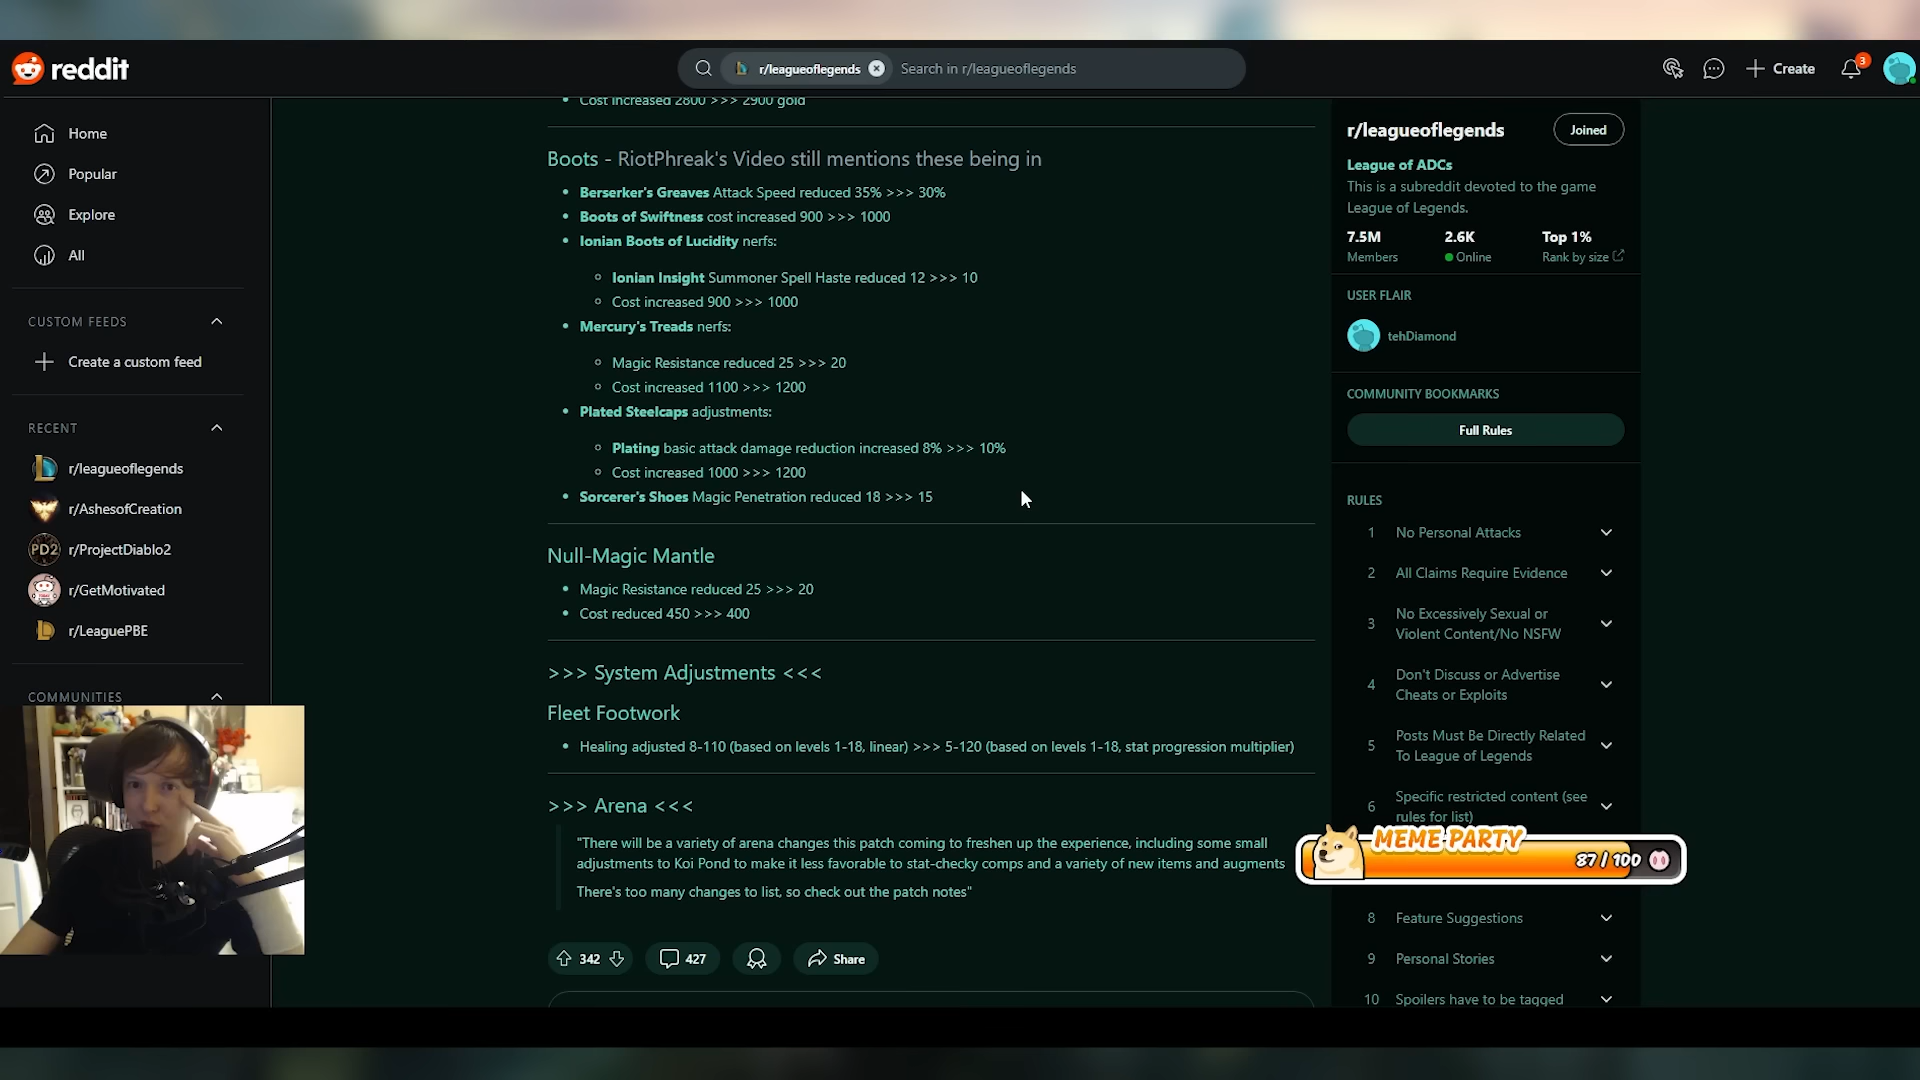 reddit
r/leagueoflegends
Search in r/leagueoflegends
Create
3
Home
Popular
Explore
All
CUSTOM FEEDS
Create a custom feed
RECENT
r/leagueoflegends
r/AshesofCreation
PD2 r/ProjectDiablo2
r/GetMotivated
r/LeaguePBE
COMMUNITIES
• Cost increased 2800 >>> 2900 gold
Boots - RiotPhreak's Video still mentions these being in
• Berserker's Greaves Attack Speed reduced 35% >>> 30%
• Boots of Swiftness cost increased 900 >>> 1000
• Ionian Boots of Lucidity nerfs:
Ionian Insight Summoner Spell Haste reduced 12 >>> 10
Cost increased 900 >>> 1000
• Mercury's Treads nerfs:
Magic Resistance reduced 25 >>> 20
Cost increased 1100 >>> 1200
• Plated Steelcaps adjustments:
Plating basic attack damage reduction increased 8% >>> 10%
Cost increased 1000 >>> 1200
• Sorcerer's Shoes Magic Penetration reduced 18 >>> 15
Null-Magic Mantle
• Magic Resistance reduced 25 >>> 20
• Cost reduced 450 >>> 400
>>> System Adjustments <<<
Fleet Footwork
• Healing adjusted 8-110 (based on levels 1-18, linear) >>> 5-120 (based on levels 1-18, stat progression multiplier)
>>> Arena <<<
"There will be a variety of arena changes this patch coming to freshen up the experience, including some small
adjustments to Koi Pond to make it less favorable to stat-checky comps and a variety of new items and augments
There's too many changes to list, so check out the patch notes"
342
427
Share
r/leagueoflegends
Joined
League of ADCs
This is a subreddit devoted to the game
League of Legends.
7.5M 2.6K Top 1%
Members Online Rank by size
USER FLAIR
tehDiamond
COMMUNITY BOOKMARKS
Full Rules
RULES
1 No Personal Attacks
2 All Claims Require Evidence
3 No Excessively Sexual or
Violent Content/No NSFW
4 Don't Discuss or Advertise
Cheats or Exploits
5 Posts Must Be Directly Related
To League of Legends
6 Specific restricted content (see
rules for list)
MEME PARTY
87 / 100
8 Feature Suggestions
9 Personal Stories
10 Spoilers have to be tagged